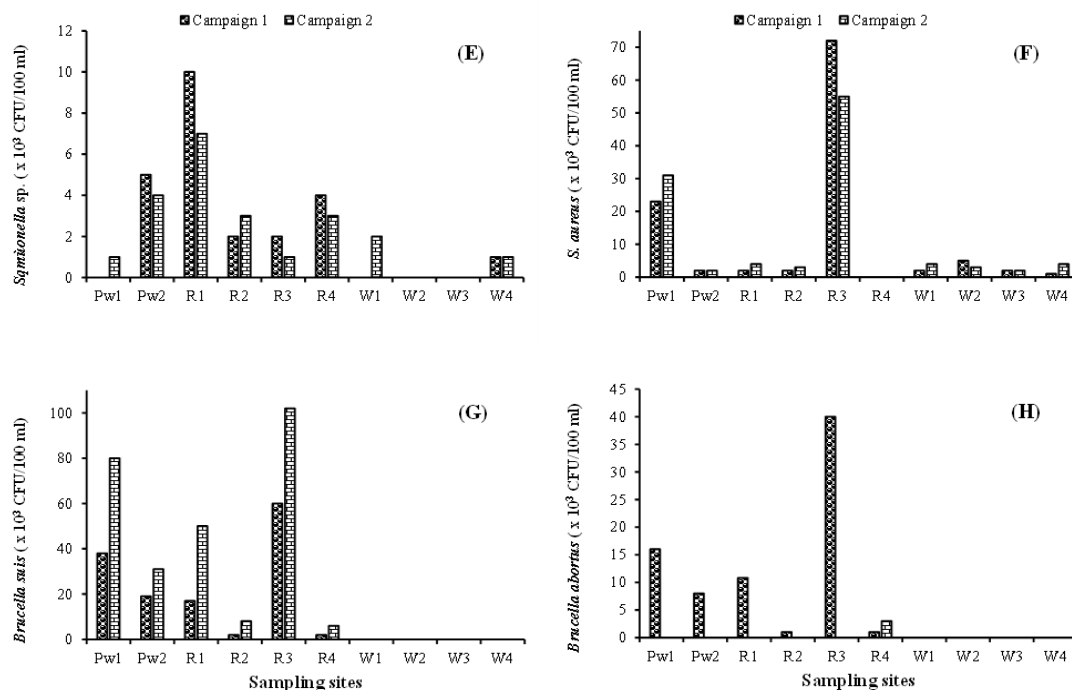 Campaign 1 Campaign 2
(E)
Sqmiionella sp. ( x 10³ CFU/100 ml)
12
10
8
6
4
2
0
Pw1 Pw2 R1 R2 R3 R4 W1 W2 W3 W4
Campaign 1 Campaign 2
(F)
S. aureus ( x 10³ CFU/100 ml)
70
60
50
40
30
20
10
0
Pw1 Pw2 R1 R2 R3 R4 W1 W2 W3 W4
(G)
Brucella suis ( x 10³ CFU/100 ml)
100
80
60
40
20
0
Pw1 Pw2 R1 R2 R3 R4 W1 W2 W3 W4
Sampling sites
(H)
Brucella abortus ( x 10³ CFU/100 ml)
45
40
35
30
25
20
15
10
5
0
Pw1 Pw2 R1 R2 R3 R4 W1 W2 W3 W4
Sampling sites